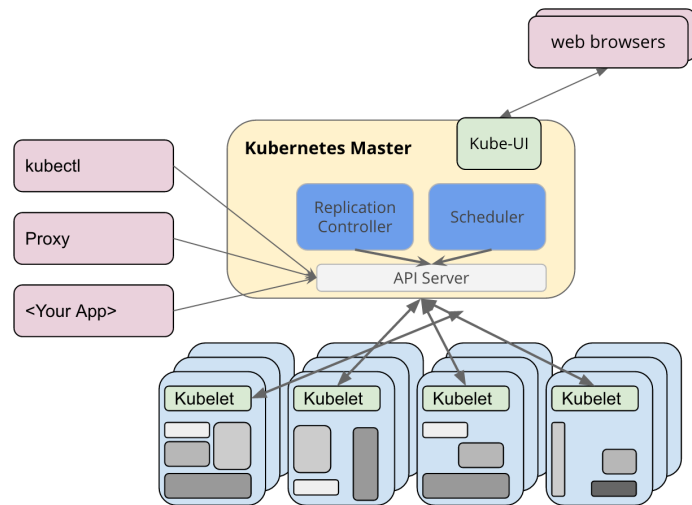 web browsers
Kube-UI
Kubernetes Master
kubectl
Replication
Controller
Scheduler
Proxy
API Server
<Your App>
Kubelet
Kubelet
Kubelet
Kubelet